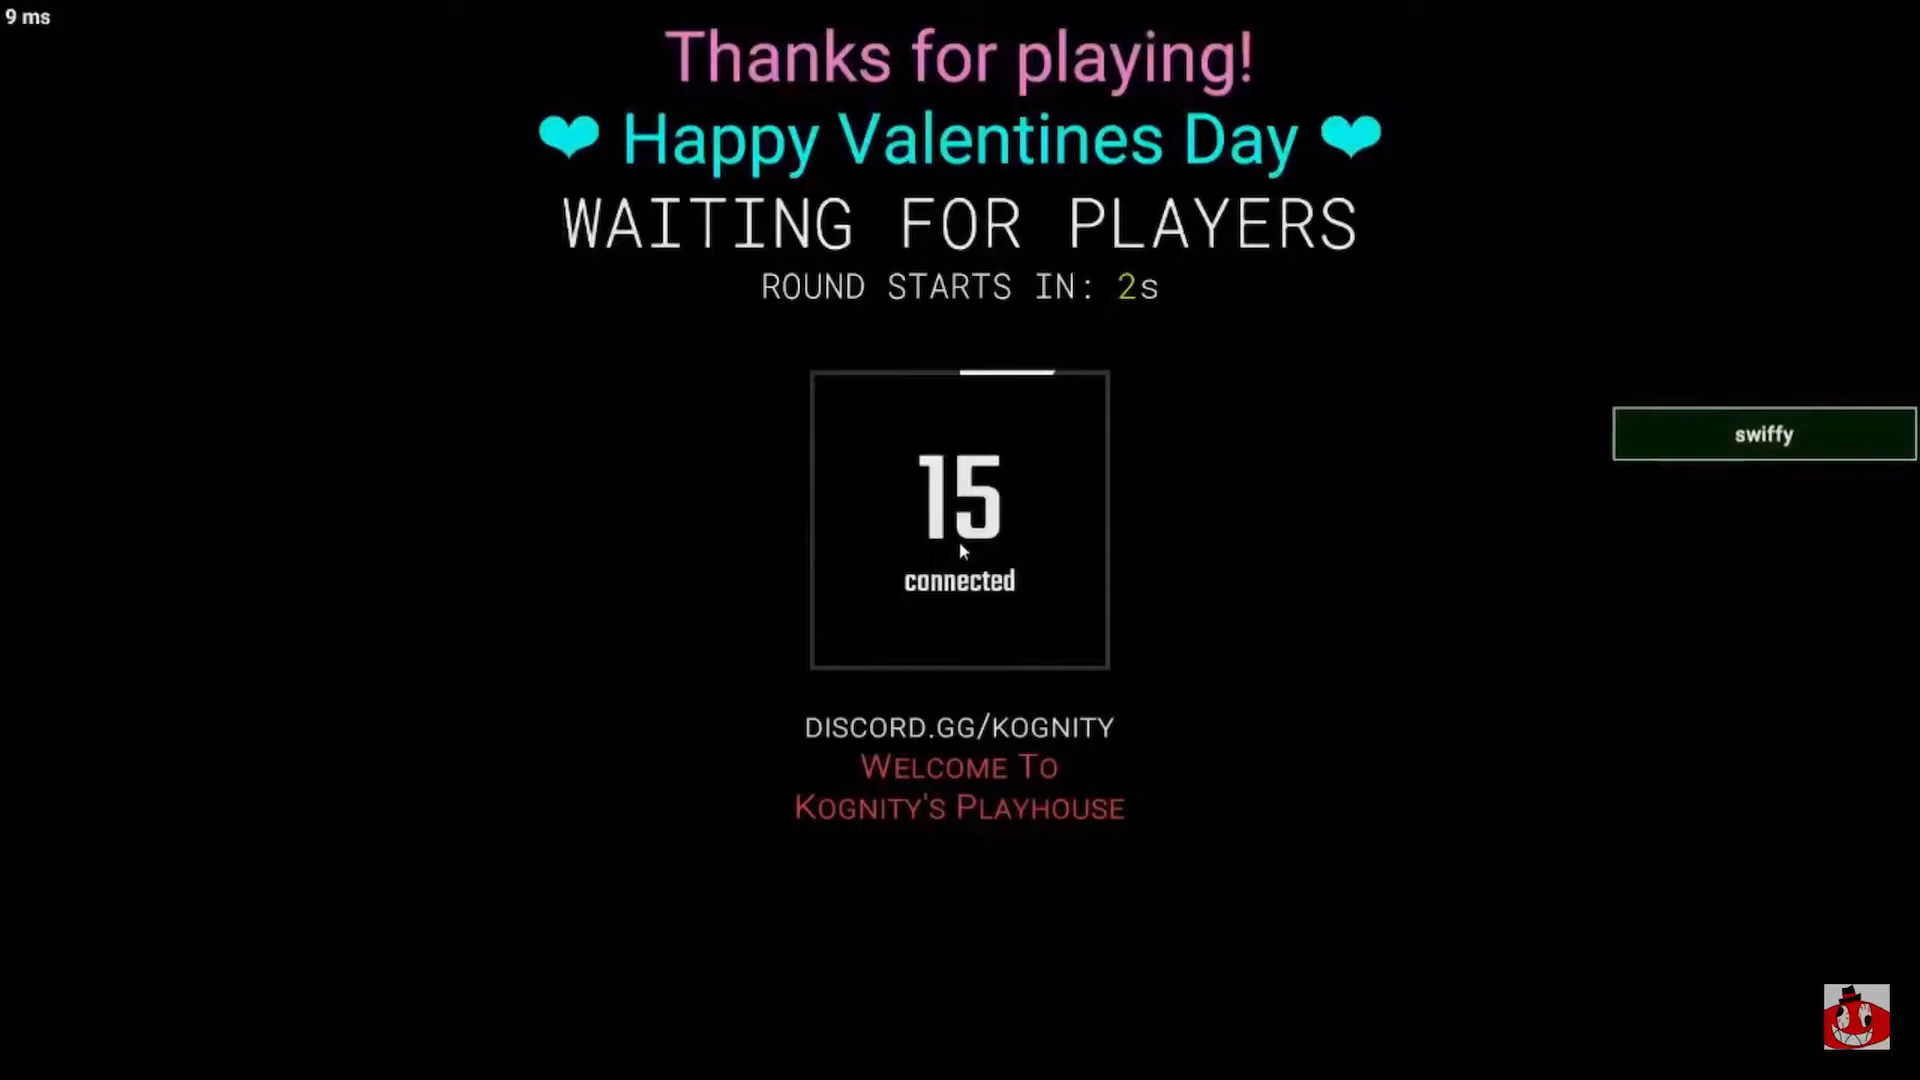 9 ms
Thanks for playing!
❤ Happy Valentines Day ❤
WAITING FOR PLAYERS
ROUND STARTS IN: 2s
15
connected
swiffy
DISCORD.GG/KOGNITY
WELCOME TO
KOGNITY'S PLAYHOUSE